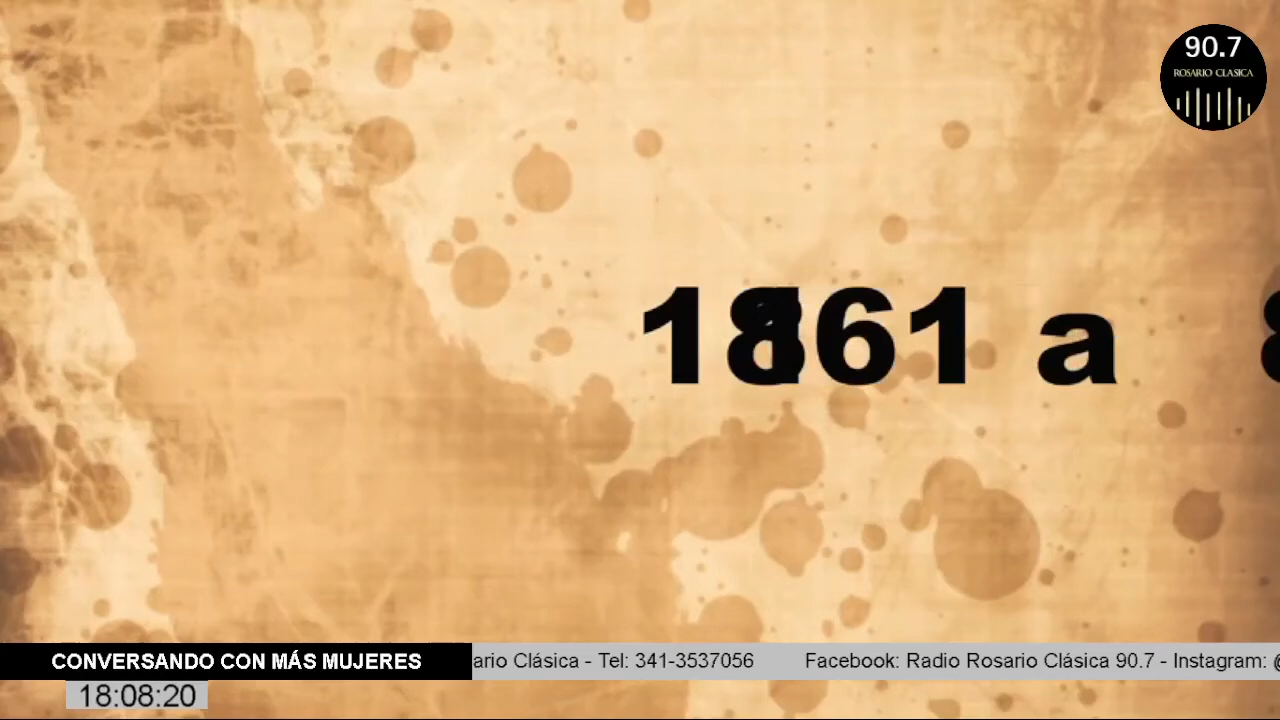 90.7
ROSARIO CLASICA
1861 a
CONVERSANDO CON MÁS MUJERES
ario Clásica - Tel: 341-3537056 Facebook: Radio Rosario Clásica 90.7 - Instagram: @
18:08:20